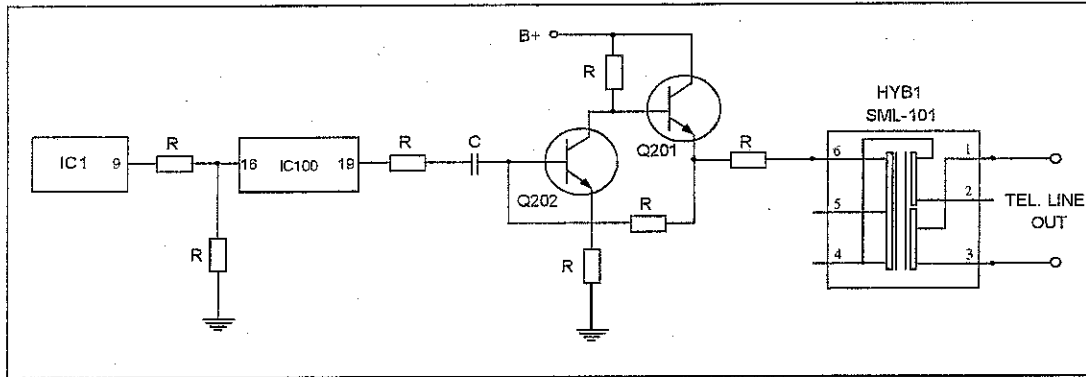 B+
R
HYB1
SML-101
IC1 9
R
16 IC100 19
R
C
Q202
Q201
R
R
R
R
6
5
4
1
2
3
TEL. LINE
OUT